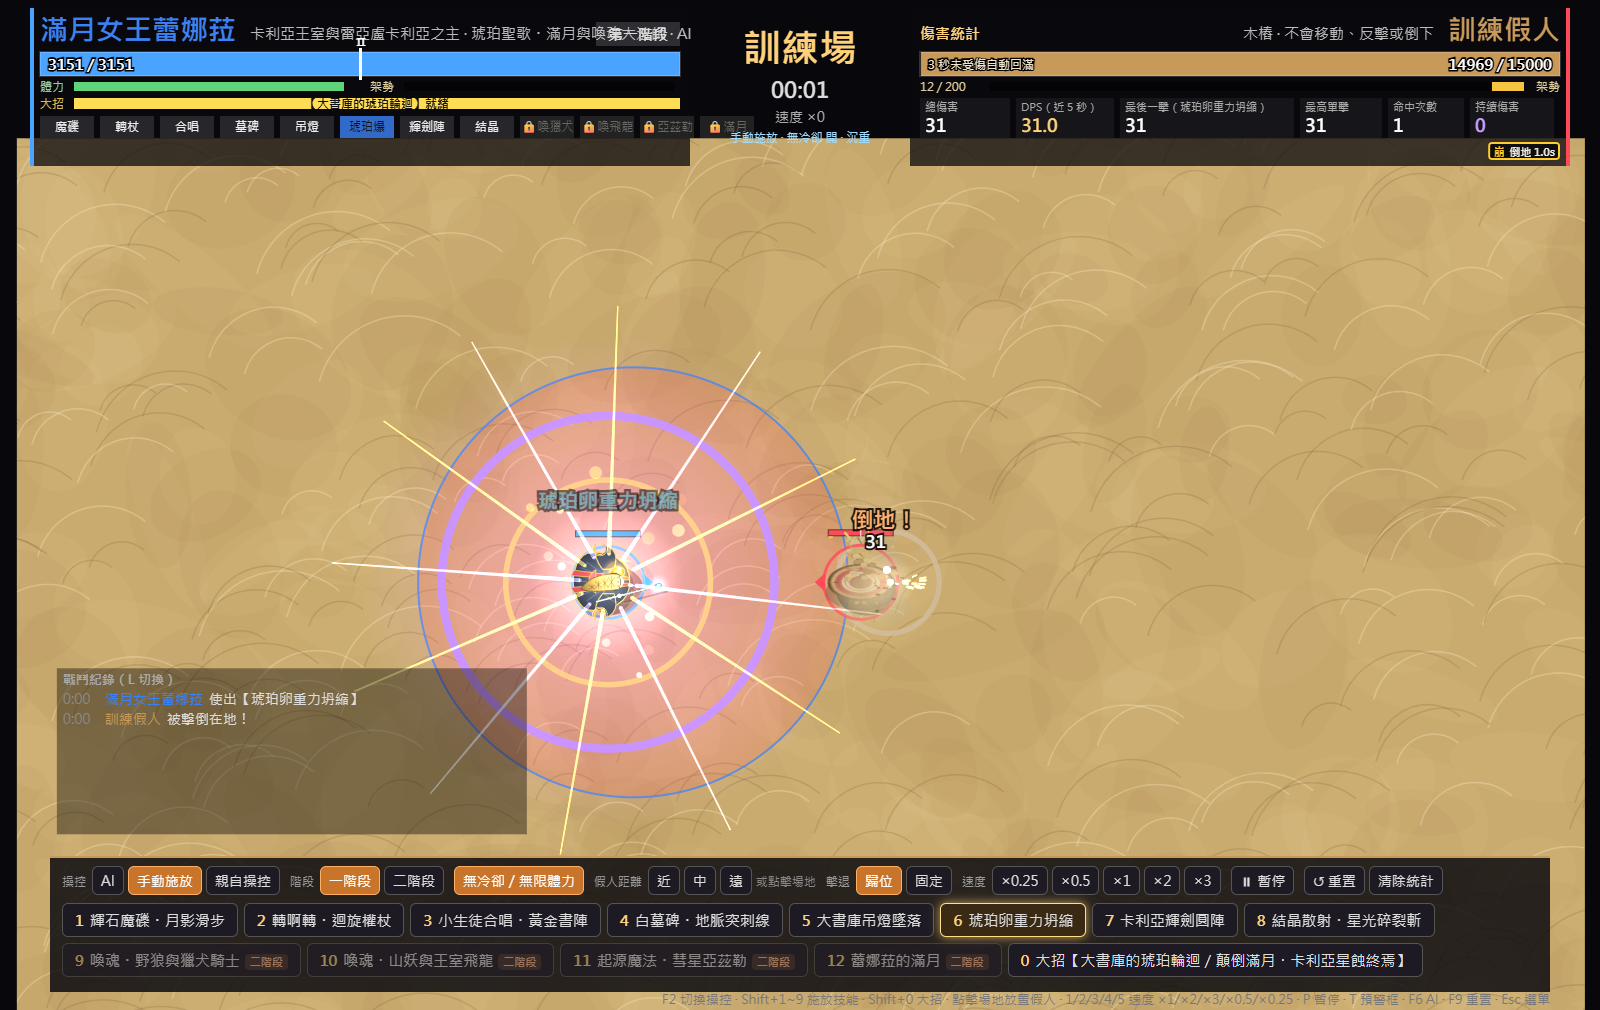 滿月女王蕾娜菈
卡利亞王室與雷亞盧卡利亞之主 · 琥珀聖歌 · 滿月與喚
AI
II
3151 / 3151
體力
架勢
大招
【大書庫的琥珀輪迴】就緒
魔礫
轉杖
合唱
墓碑
吊燈
琥珀爆
輝劍陣
結晶
喚獵犬
喚飛龍
亞茲勒
滿月
訓練場
00:01
速度 ×0
手動施放 · 無冷卻 開 · 沉重
傷害統計
木樁 · 不會移動、反擊或倒下
訓練假人
3 秒未受傷自動回滿
14969 / 15000
12 / 200
架勢
總傷害
31
DPS ( 近 5 秒 )
31.0
最後一擊 ( 琥珀卵重力坍縮 )
31
最高單擊
31
命中次數
1
持續傷害
0
崩 倒地 1.0s
琥珀卵重力坍縮
倒地！
31
戰鬥紀錄 ( L 切換 )
0:00 滿月女王蕾娜菈 使出【琥珀卵重力坍縮】
0:00 訓練假人 被擊倒在地！
操控 AI 手動施放 親自操控 階段 一階段 二階段 無冷卻 / 無限體力 假人距離 近 中 遠 或點擊場地 擊退 歸位 固定 速度 ×0.25 ×0.5 ×1 ×2 ×3 ⏸ 暫停 ↺ 重置 清除統計
1 輝石魔礫 · 月影滑步
2 轉啊轉 · 迴旋權杖
3 小生徒合唱 · 黃金書陣
4 白墓碑 · 地脈突刺線
5 大書庫吊燈墜落
6 琥珀卵重力坍縮
7 卡利亞輝劍圓陣
8 結晶散射 · 星光碎裂斬
9 喚魂 · 野狼與獵犬騎士 二階段
10 喚魂 · 山妖與王室飛龍 二階段
11 起源魔法 · 彗星亞茲勒 二階段
12 蕾娜菈的滿月 二階段
0 大招【大書庫的琥珀輪迴 / 顛倒滿月 · 卡利亞星蝕終焉】
F2 切換操控 · Shift+1~9 施放技能 · Shift+0 大招 · 點擊場地放置假人 · 1/2/3/4/5 速度 ×1/×2/×3/×0.5/×0.25 · P 暫停 · T 預警框 · F6 AI · F9 重置 · Esc 選單